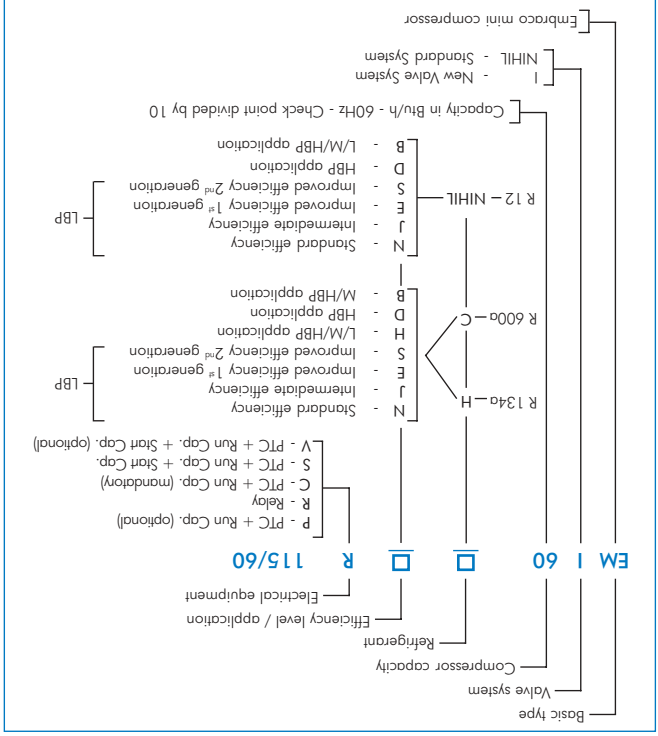 Basic type
Valve system
Compressor capacity
Refrigerant
Efficiency level / application
Electrical equipment
EM I 60 R 115/60
P - PTC + Run Cap. (optional)
R - Relay
C - PTC + Run Cap. (mandatory)
S - PTC + Run Cap. + Start Cap.
V - PTC + Run Cap. + Start Cap. (optional)
R 134a — H
R 600a — C
N - Standard efficiency
J - Intermediate efficiency
E - Improved efficiency 1st generation
S - Improved efficiency 2nd generation
LBP
H - L/M/HBP application
D - HBP application
B - M/HBP application
R 12 — NIHIL
N - Standard efficiency
J - Intermediate efficiency
E - Improved efficiency 1st generation
S - Improved efficiency 2nd generation
LBP
D - HBP application
B - L/M/HBP application
Capacity in Btu/h - 60Hz - Check point divided by 10
I - New Valve System
NIHIL - Standard System
Embraco mini compressor